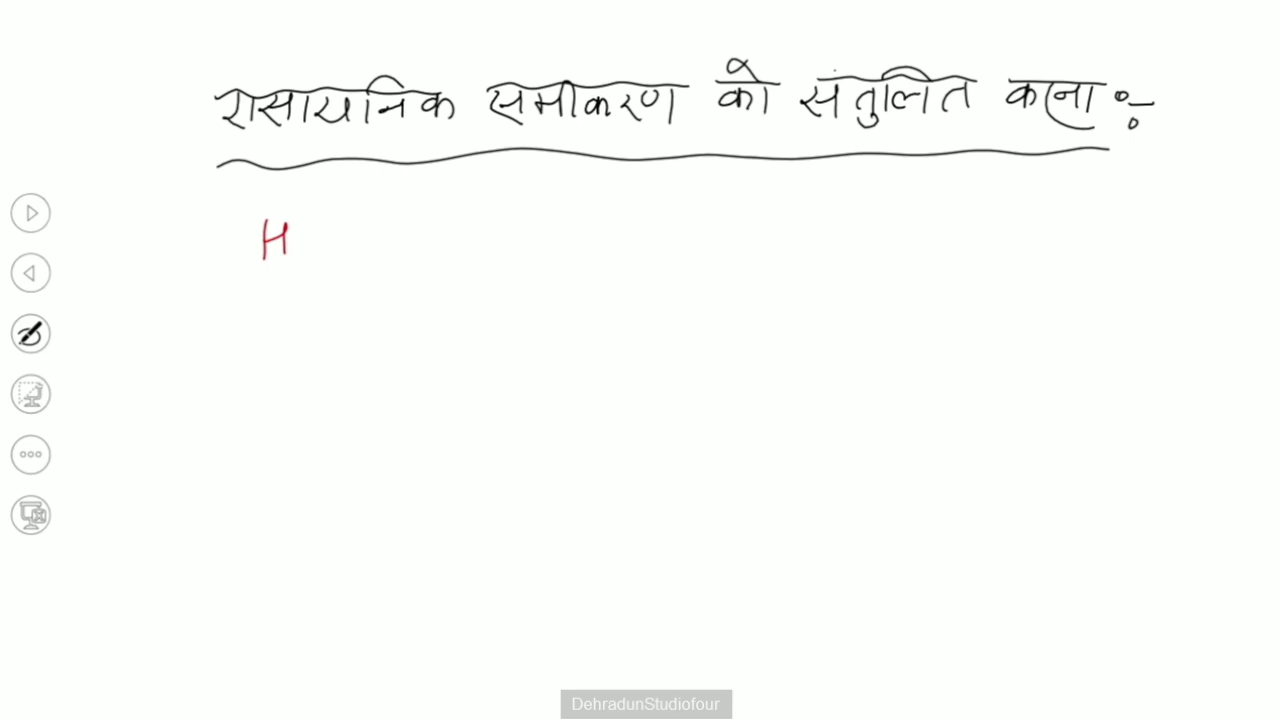 रासायनिक समीकरण को संतुलित करना :-
H
DehradunStudiofour